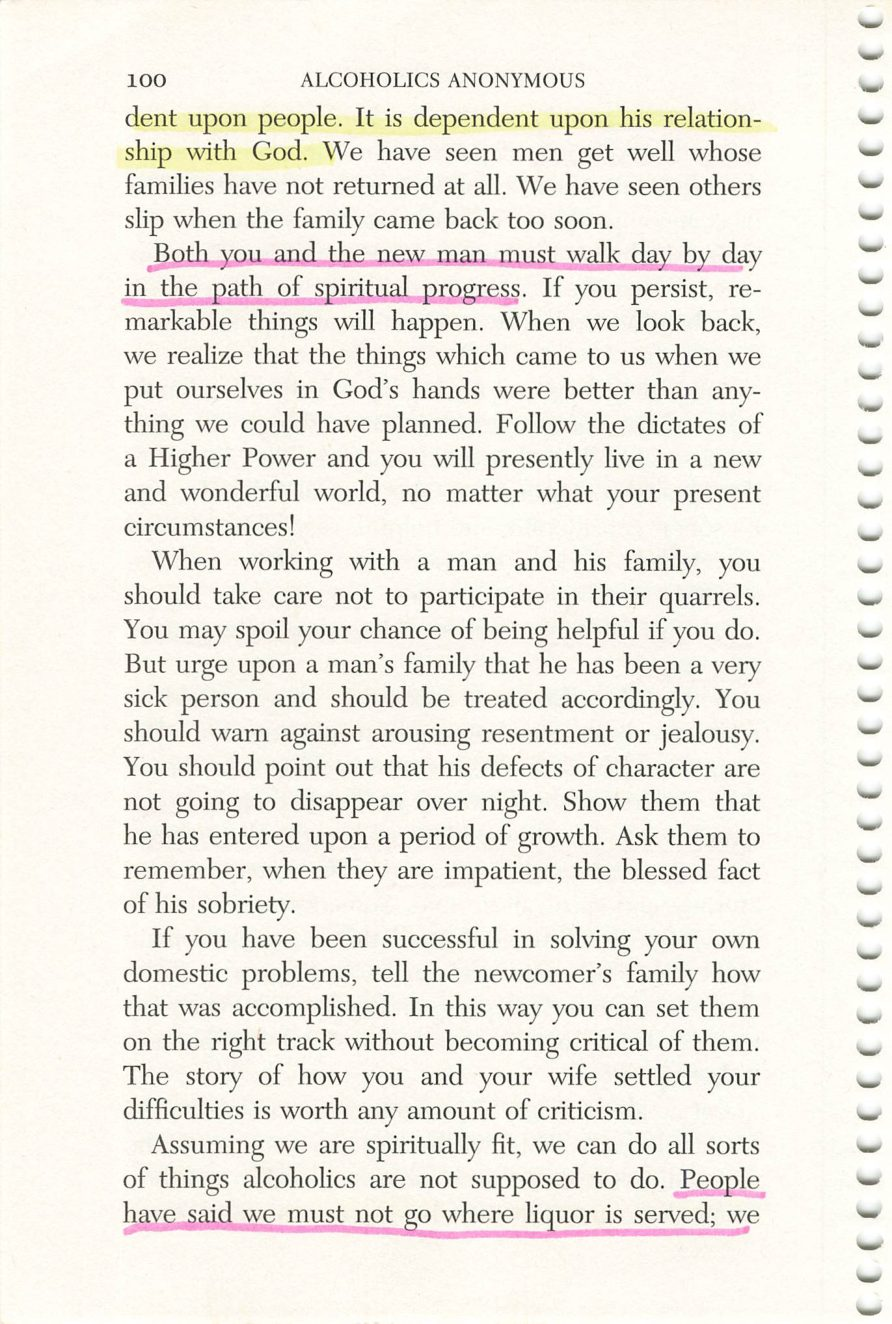 100 ALCOHOLICS ANONYMOUS
dent upon people. It is dependent upon his relation-
ship with God. We have seen men get well whose
families have not returned at all. We have seen others
slip when the family came back too soon.
Both you and the new man must walk day by day
in the path of spiritual progress. If you persist, re-
markable things will happen. When we look back,
we realize that the things which came to us when we
put ourselves in God's hands were better than any-
thing we could have planned. Follow the dictates of
a Higher Power and you will presently live in a new
and wonderful world, no matter what your present
circumstances!
When working with a man and his family, you
should take care not to participate in their quarrels.
You may spoil your chance of being helpful if you do.
But urge upon a man's family that he has been a very
sick person and should be treated accordingly. You
should warn against arousing resentment or jealousy.
You should point out that his defects of character are
not going to disappear over night. Show them that
he has entered upon a period of growth. Ask them to
remember, when they are impatient, the blessed fact
of his sobriety.
If you have been successful in solving your own
domestic problems, tell the newcomer's family how
that was accomplished. In this way you can set them
on the right track without becoming critical of them.
The story of how you and your wife settled your
difficulties is worth any amount of criticism.
Assuming we are spiritually fit, we can do all sorts
of things alcoholics are not supposed to do. People
have said we must not go where liquor is served; we